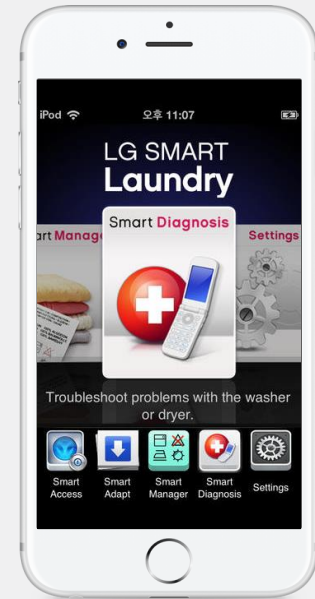 iPod 오후 11:07
LG SMART
Laundry
Smart Diagnosis
art Manage
Settings
Troubleshoot problems with the washer
or dryer.
Smart Access
Smart Adapt
Smart Manager
Smart Diagnosis
Settings